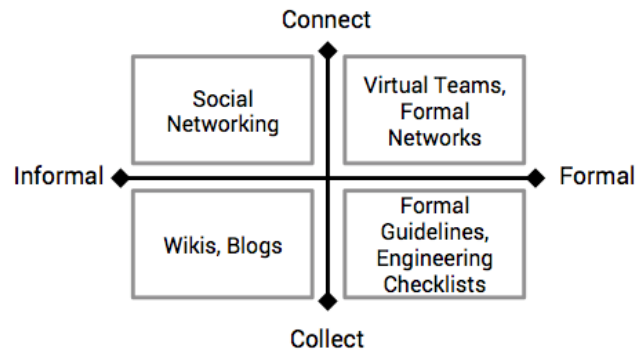 Connect
Social
Networking
Virtual Teams,
Formal
Networks
Informal
Formal
Wikis, Blogs
Formal
Guidelines,
Engineering
Checklists
Collect